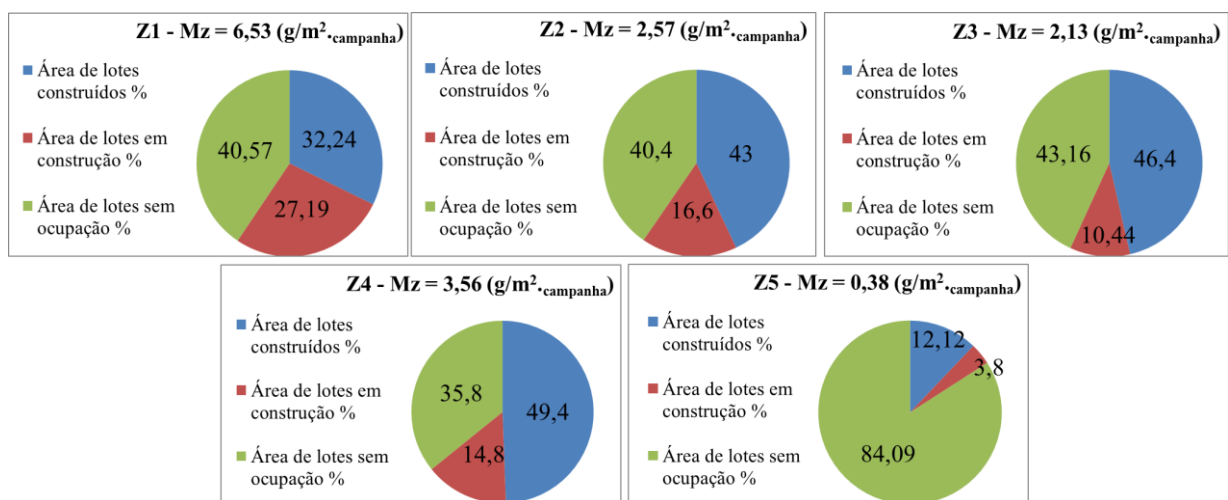 Z1 - Mz = 6,53 (g/m².campanha)
Área de lotes
construídos %
Área de lotes em
construção %
Área de lotes sem
ocupação %
32,24
27,19
40,57
Z2 - Mz = 2,57 (g/m².campanha)
Área de lotes
construídos %
Área de lotes em
construção %
Área de lotes sem
ocupação %
43
16,6
40,4
Z3 - Mz = 2,13 (g/m².campanha)
Área de lotes
construídos %
Área de lotes em
construção %
Área de lotes sem
ocupação %
46,4
10,44
43,16
Z4 - Mz = 3,56 (g/m².campanha)
Área de lotes
construídos %
Área de lotes em
construção %
Área de lotes sem
ocupação %
49,4
14,8
35,8
Z5 - Mz = 0,38 (g/m².campanha)
Área de lotes
construídos %
Área de lotes em
construção %
Área de lotes sem
ocupação %
12,12
3,8
84,09